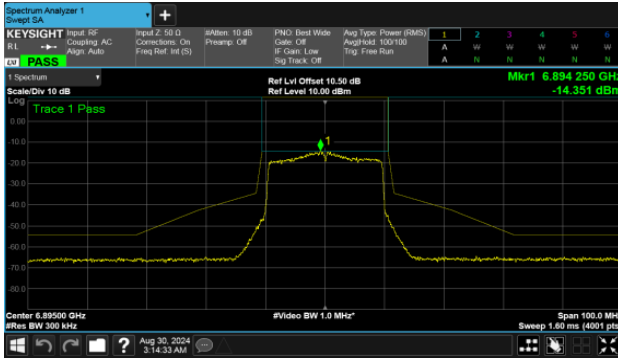 Spectrum Analyzer 1
Swept SA
KEYSIGHT
RL
PASS
Input: RF
Coupling: AC
Align: Auto
Input Z: 50 Ω
Corrections: On
Freq Ref: Int (S)
#Atten: 10 dB
Preamp: Off
PNO: Best Wide
Gate: Off
IF Gain: Low
Sig Track: Off
Avg Type: Power (RMS)
Avg|Hold: 100/100
Trig: Free Run
1 2 3 4 5 6
A W W W W W
A N N N N N
1 Spectrum
Scale/Div 10 dB
Ref Lvl Offset 10.50 dB
Ref Level 10.00 dBm
Mkr1 6.894 250 GHz
-14.351 dBm
Log
Trace 1 Pass
0.00
-10.0
1
-20.0
-30.0
-40.0
-50.0
-60.0
-70.0
-80.0
Center 6.89500 GHz
#Video BW 1.0 MHz*
Span 100.0 MHz
#Res BW 300 kHz
Sweep 1.60 ms (4001 pts)
Aug 30, 2024
3:14:33 AM